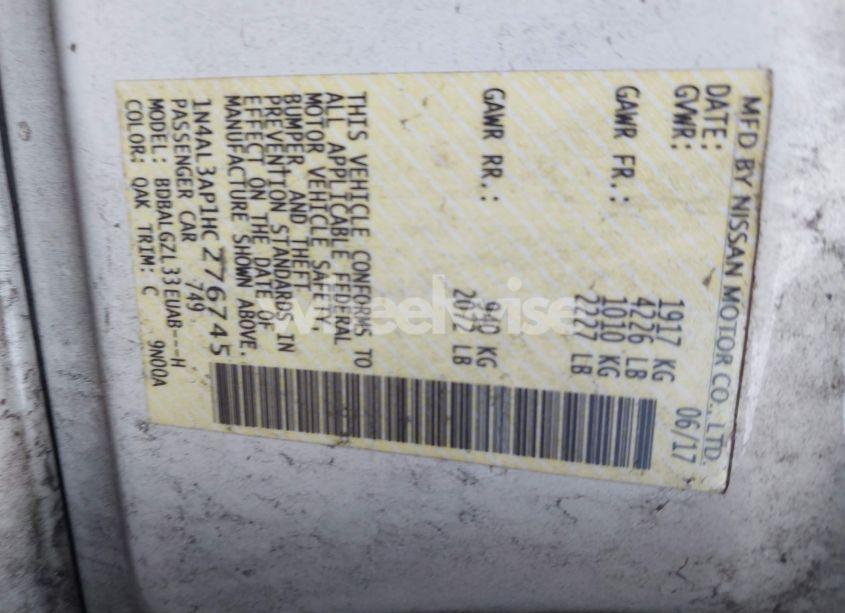 MFD BY NISSAN MOTOR CO., LTD.
DATE: 06/17
GVWR: 1917 KG
4226 LB
GAWR FR.: 1010 KG
2227 LB
GAWR RR.: 940 KG
2072 LB
THIS VEHICLE CONFORMS TO
ALL APPLICABLE FEDERAL
MOTOR VEHICLE SAFETY,
BUMPER, AND THEFT
PREVENTION STANDARDS IN
EFFECT ON THE DATE OF
MANUFACTURE SHOWN ABOVE.
1N4AL3AP1HC276745
PASSENGER CAR 749
MODEL: BDBALGZL33EUAB---H
COLOR: QAK TRIM: C 9N00A
wheelwise